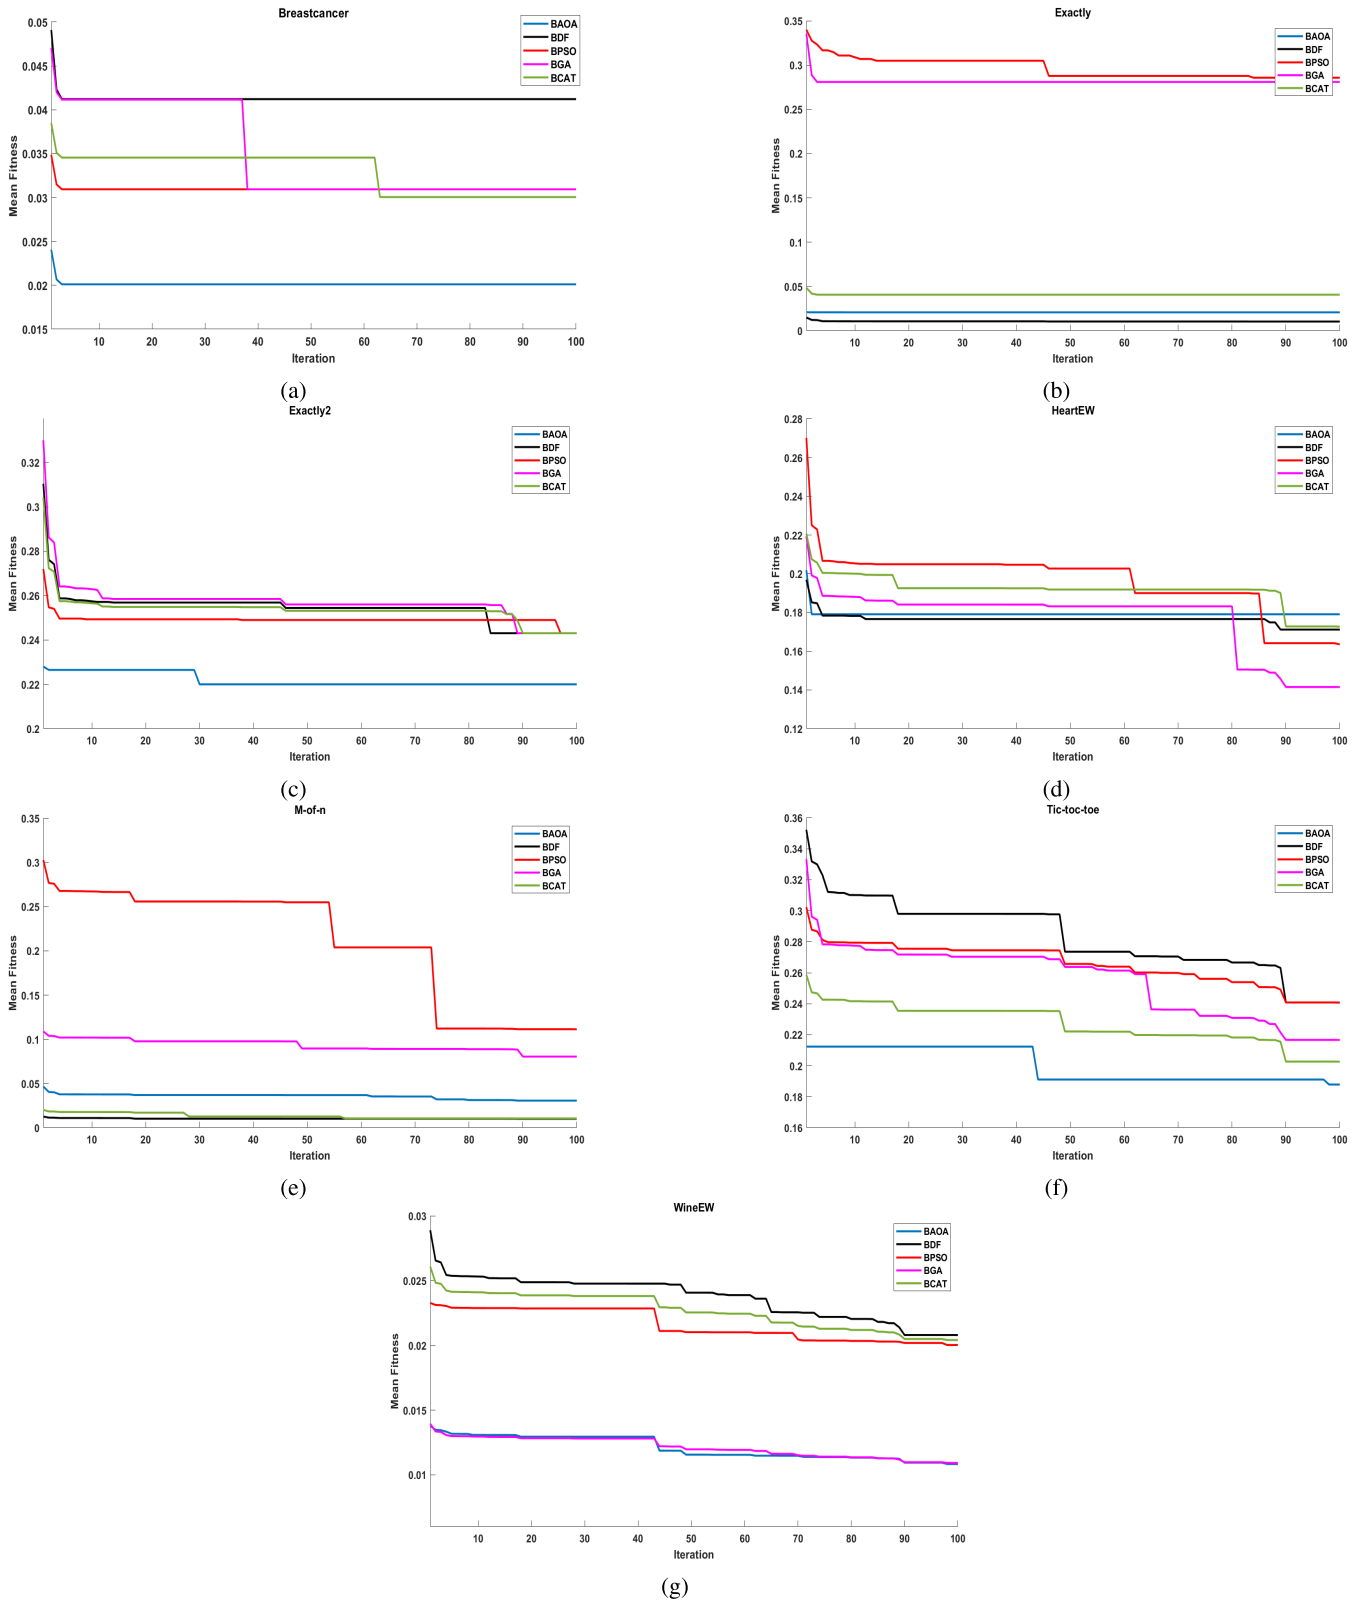 Breastcancer
0.05
0.045
0.04
0.035
0.03
0.025
0.02
0.015
Mean Fitness
10 20 30 40 50 60 70 80 90 100
Iteration
BAOA
BDF
BPSO
BGA
BCAT
(a)
Exactly
0.35
0.3
0.25
0.2
0.15
0.1
0.05
0
Mean Fitness
10 20 30 40 50 60 70 80 90 100
Iteration
BAOA
BDF
BPSO
BGA
BCAT
(b)
Exactly2
0.32
0.3
0.28
0.26
0.24
0.22
0.2
Mean Fitness
10 20 30 40 50 60 70 80 90 100
Iteration
BAOA
BDF
BPSO
BGA
BCAT
(c)
HeartEW
0.28
0.26
0.24
0.22
0.2
0.18
0.16
0.14
0.12
Mean Fitness
10 20 30 40 50 60 70 80 90 100
Iteration
BAOA
BDF
BPSO
BGA
BCAT
(d)
M-of-n
0.35
0.3
0.25
0.2
0.15
0.1
0.05
0
Mean Fitness
10 20 30 40 50 60 70 80 90 100
Iteration
BAOA
BDF
BPSO
BGA
BCAT
(e)
Tic-toc-toe
0.36
0.34
0.32
0.3
0.28
0.26
0.24
0.22
0.2
0.18
0.16
Mean Fitness
10 20 30 40 50 60 70 80 90 100
Iteration
BAOA
BDF
BPSO
BGA
BCAT
(f)
WineEW
0.03
0.025
0.02
0.015
0.01
Mean Fitness
10 20 30 40 50 60 70 80 90 100
Iteration
BAOA
BDF
BPSO
BGA
BCAT
(g)